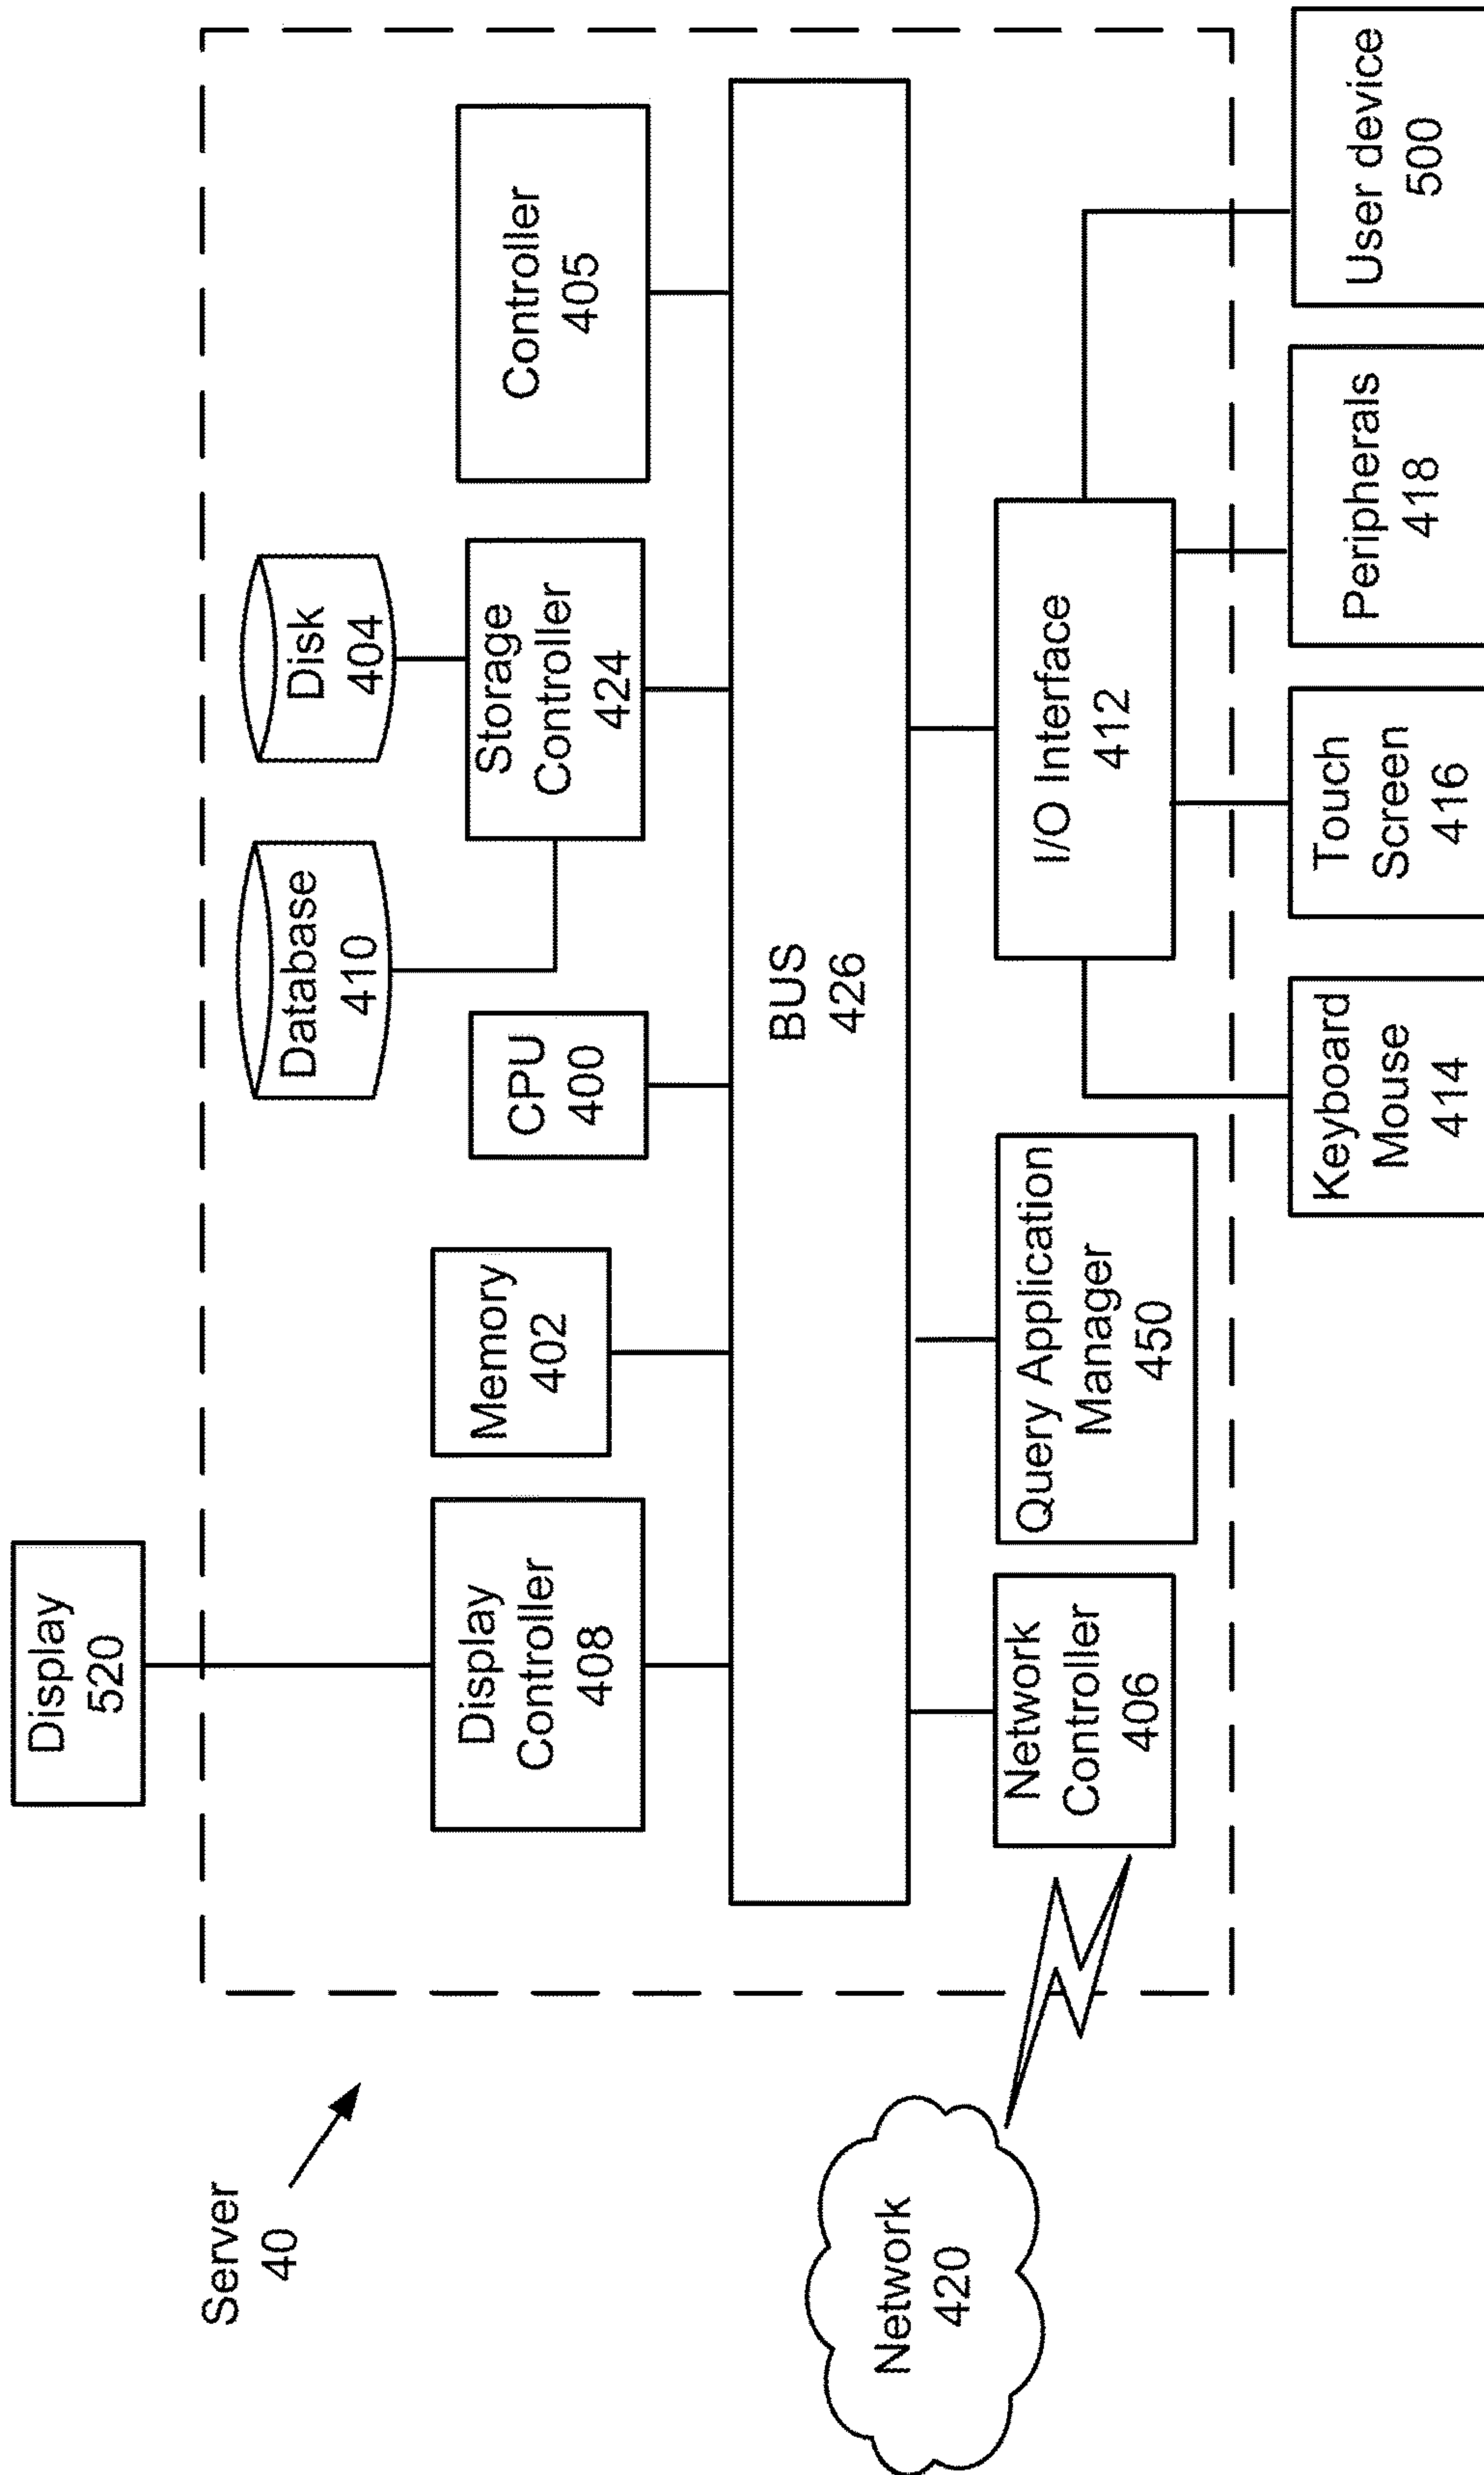 Server
40
Display
520
Display
Controller
408
Memory
402
CPU
400
Database
410
Disk
404
Storage
Controller
424
Controller
405
BUS
426
Network
420
Network
Controller
406
Query Application
Manager
450
I/O Interface
412
Keyboard
Mouse
414
Touch
Screen
416
Peripherals
418
User device
500